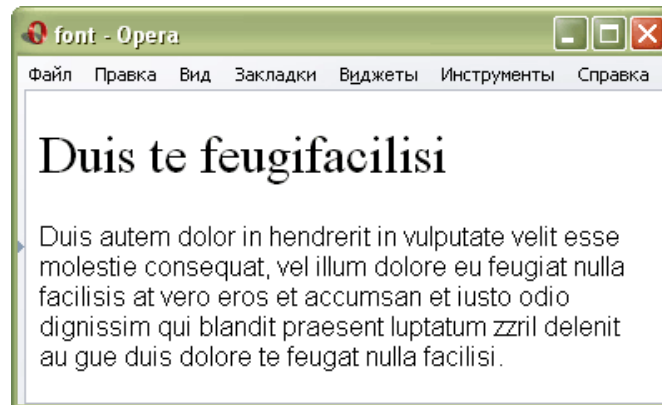 font - Opera
Файл Правка Вид Закладки Виджеты Инструменты Справка
Duis te feugifacilisi
Duis autem dolor in hendrerit in vulputate velit esse
molestie consequat, vel illum dolore eu feugiat nulla
facilisis at vero eros et accumsan et iusto odio
dignissim qui blandit praesent luptatum zzril delenit
au gue duis dolore te feugat nulla facilisi.